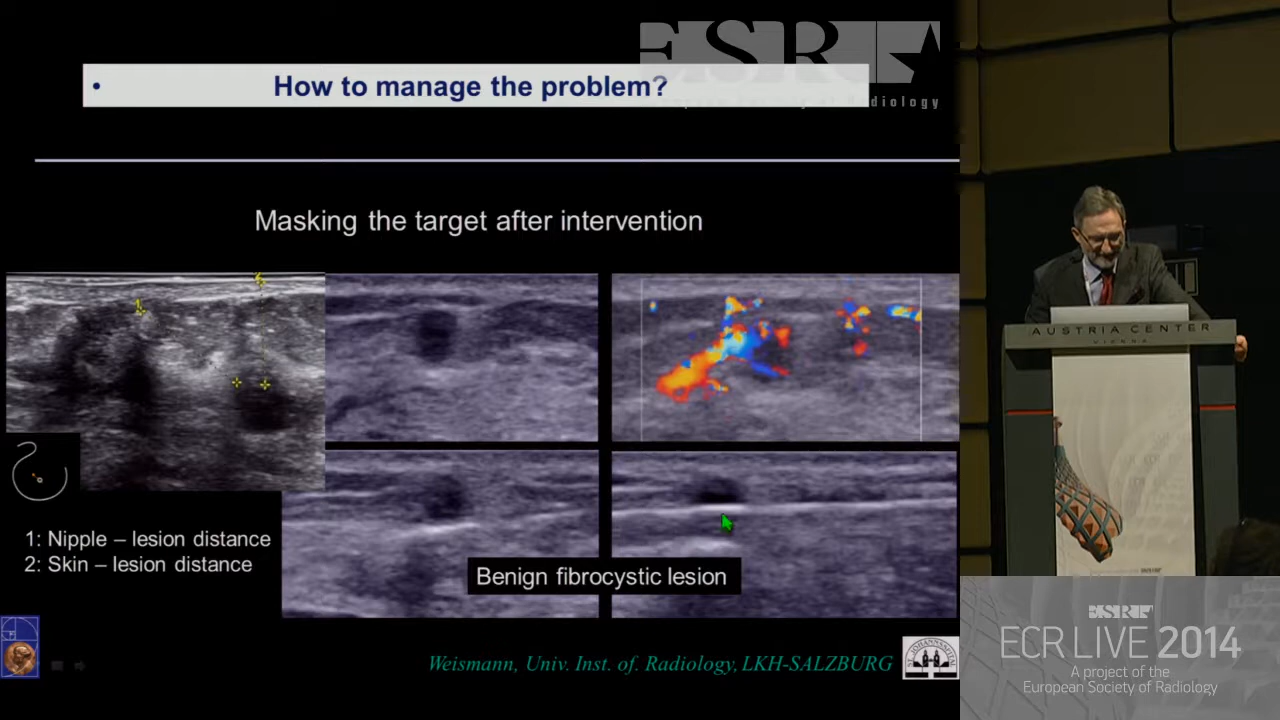 ESR
• How to manage the problem?
diology
Masking the target after intervention
1: Nipple – lesion distance
2: Skin – lesion distance
Benign fibrocystic lesion
Weismann, Univ. Inst. of. Radiology, LKH-SALZBURG
AUSTRIA CENTER
VIENNA
ESR
ECR LIVE 2014
A project of the
European Society of Radiology